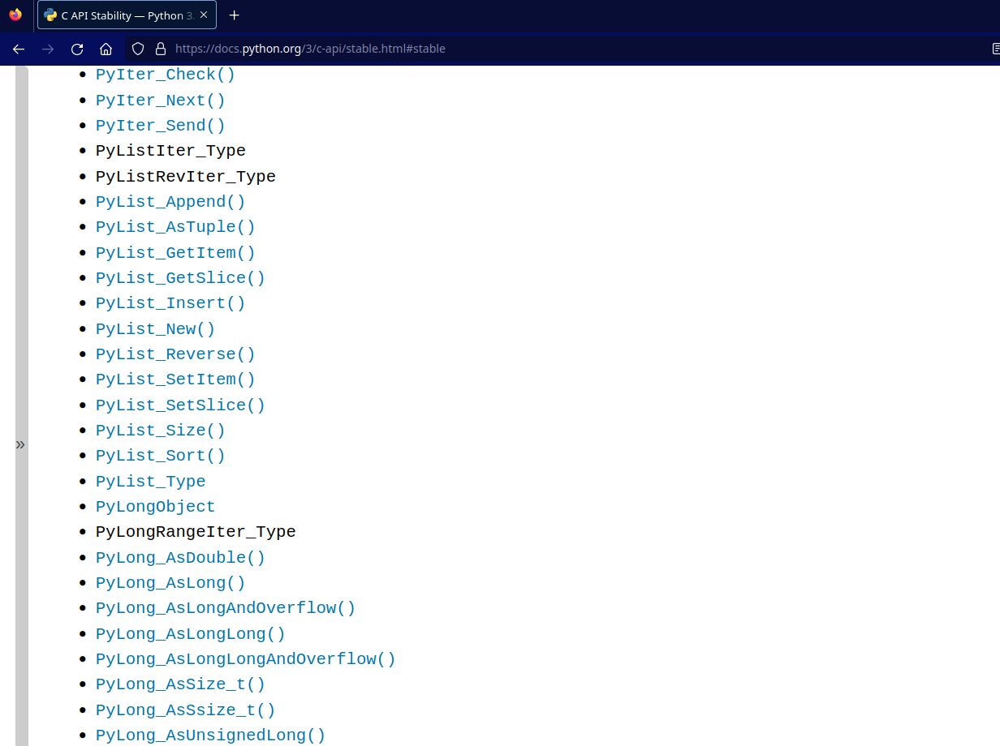 C API Stability — Python 3.
https://docs.python.org/3/c-api/stable.html#stable
PyIter_Check()
PyIter_Next()
PyIter_Send()
PyListIter_Type
PyListRevIter_Type
PyList_Append()
PyList_AsTuple()
PyList_GetItem()
PyList_GetSlice()
PyList_Insert()
PyList_New()
PyList_Reverse()
PyList_SetItem()
PyList_SetSlice()
»
PyList_Size()
PyList_Sort()
PyList_Type
PyLongObject
PyLongRangeIter_Type
PyLong_AsDouble()
PyLong_AsLong()
PyLong_AsLongAndOverflow()
PyLong_AsLongLong()
PyLong_AsLongLongAndOverflow()
PyLong_AsSize_t()
PyLong_AsSsize_t()
PyLong_AsUnsignedLong()